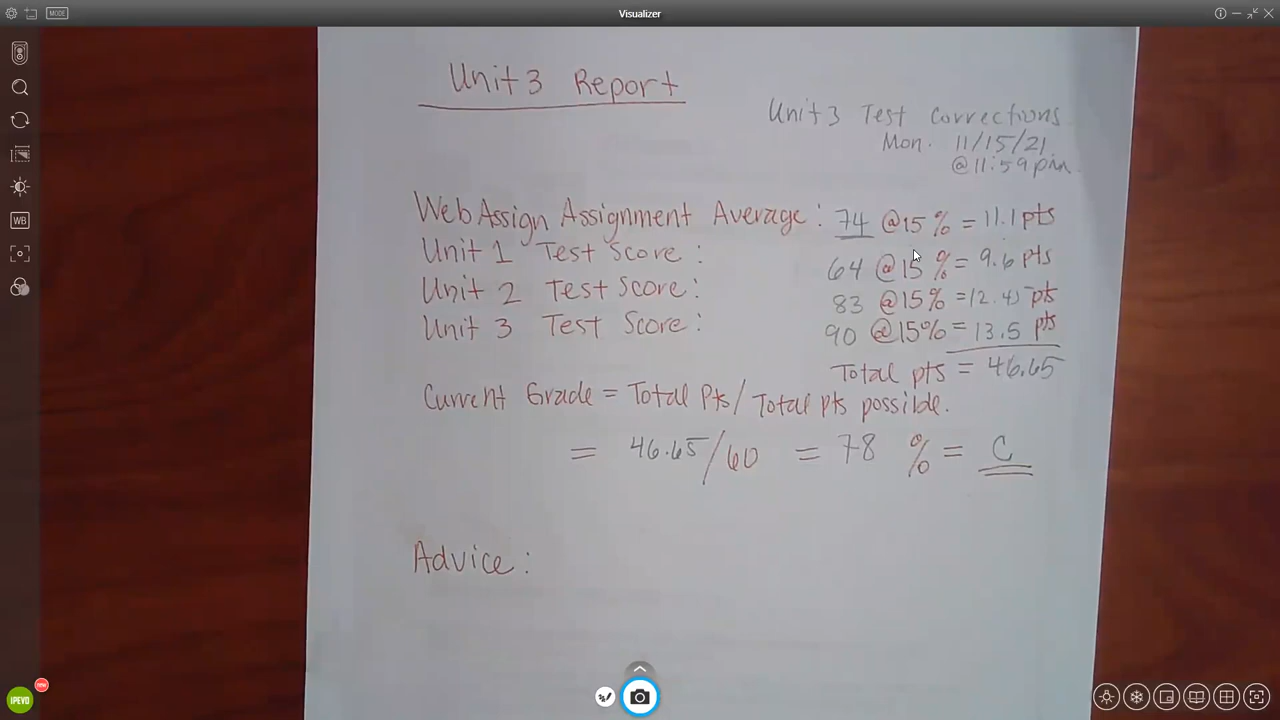 MODE
Visualizer
Unit 3 Report
Unit 3 Test Corrections
Mon. 11/15/21
@ 11:59 pm.
WebAssign Assignment Average: 74 @15 % = 11.1 pts
Unit 1 Test Score: 64 @ 15 % = 9.6 pts
Unit 2 Test Score: 83 @15% = 12.45 pts
Unit 3 Test Score: 90 @15% = 13.5 pts
Total pts = 46.65
Current Grade = Total Pts / Total pts possible.
= 46.65/60 = 78 % = C
Advice:
WB
IPEVO